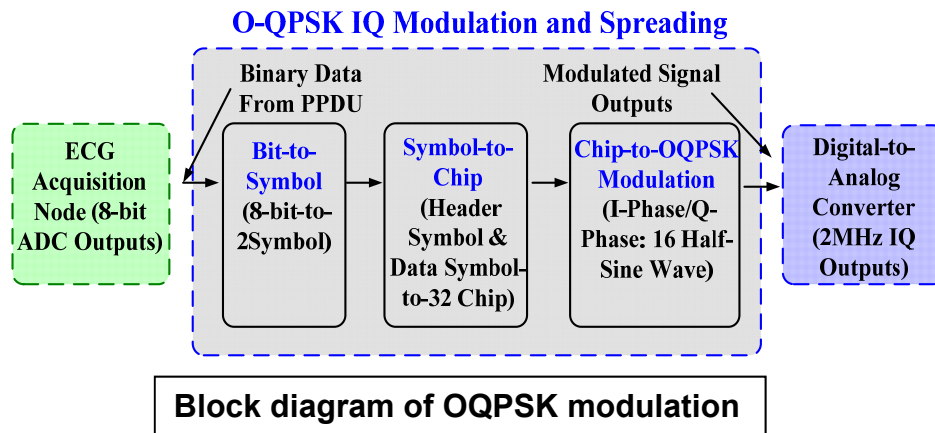 O-QPSK IQ Modulation and Spreading
Binary Data
From PPDU
Modulated Signal
Outputs
ECG
Acquisition
Node (8-bit
ADC Outputs)
Bit-to-
Symbol
(8-bit-to-
2Symbol)
Symbol-to-
Chip
(Header
Symbol &
Data Symbol-
to-32 Chip)
Chip-to-OQPSK
Modulation
(I-Phase/Q-
Phase: 16 Half-
Sine Wave)
Digital-to-
Analog
Converter
(2MHz IQ
Outputs)
Block diagram of OQPSK modulation